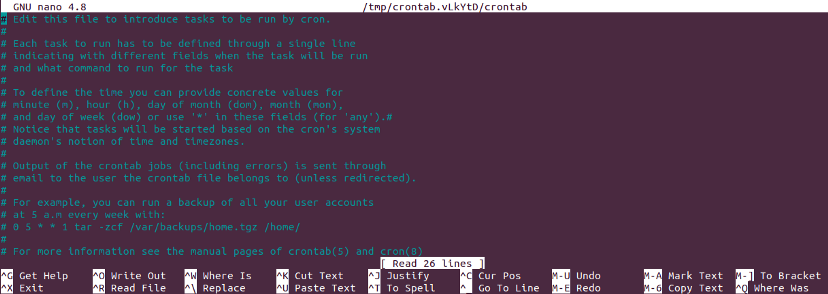 GNU nano 4.8 /tmp/crontab.vLkYtD/crontab
# Edit this file to introduce tasks to be run by cron.
#
# Each task to run has to be defined through a single line
# indicating with different fields when the task will be run
# and what command to run for the task
#
# To define the time you can provide concrete values for
# minute (m), hour (h), day of month (dom), month (mon),
# and day of week (dow) or use '*' in these fields (for 'any').#
# Notice that tasks will be started based on the cron's system
# daemon's notion of time and timezones.
#
# Output of the crontab jobs (including errors) is sent through
# email to the user the crontab file belongs to (unless redirected).
#
# For example, you can run a backup of all your user accounts
# at 5 a.m every week with:
# 0 5 * * 1 tar -zcf /var/backups/home.tgz /home/
#
# For more information see the manual pages of crontab(5) and cron(8)
[ Read 26 lines ]
^G Get Help ^O Write Out ^W Where Is ^K Cut Text ^J Justify ^C Cur Pos M-U Undo M-A Mark Text M-] To Bracket
^X Exit ^R Read File ^\ Replace ^U Paste Text ^T To Spell ^_ Go To Line M-E Redo M-6 Copy Text ^Q Where Was